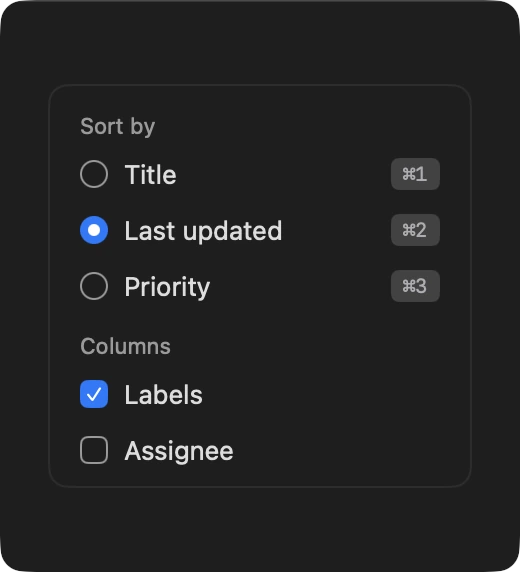 Sort by
Title ⌘1
Last updated ⌘2
Priority ⌘3
Columns
Labels
Assignee